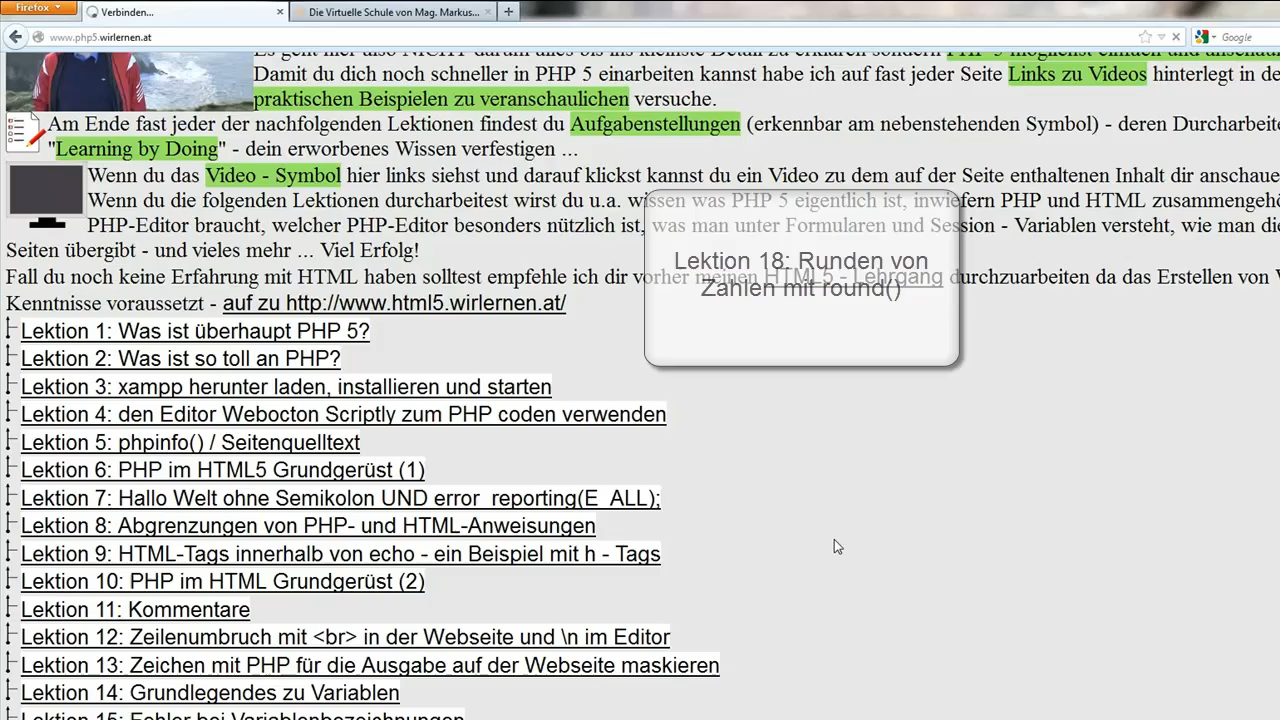 Firefox
Verbinden...
Die Virtuelle Schule von Mag. Markus...
www.php5.wirlernen.at
Google
Damit du dich noch schneller in PHP 5 einarbeiten kannst habe ich auf fast jeder Seite Links zu Videos hinterlegt in de
praktischen Beispielen zu veranschaulichen versuche.
Am Ende fast jeder der nachfolgenden Lektionen findest du Aufgabenstellungen (erkennbar am nebenstehenden Symbol) - deren Durcharbeite
"Learning by Doing" - dein erworbenes Wissen verfestigen ...
Wenn du das Video - Symbol hier links siehst und darauf klickst kannst du ein Video zu dem auf der Seite enthaltenen Inhalt dir anschaue
Wenn du die folgenden Lektionen durcharbeitest wirst du u.a. wissen was PHP 5 eigentlich ist, inwiefern PHP und HTML zusammengehö
PHP-Editor braucht, welcher PHP-Editor besonders nützlich ist, was man unter Formularen und Session - Variablen versteht, wie man die
Seiten übergibt - und vieles mehr ... Viel Erfolg!
Fall du noch keine Erfahrung mit HTML haben solltest empfehle ich dir vorher meinen HTML5 - Lehrgang durchzuarbeiten da das Erstellen von W
Kenntnisse voraussetzt - auf zu http://www.html5.wirlernen.at/
Lektion 18: Runden von
Zahlen mit round()
Lektion 1: Was ist überhaupt PHP 5?
Lektion 2: Was ist so toll an PHP?
Lektion 3: xampp herunter laden, installieren und starten
Lektion 4: den Editor Webocton Scriptly zum PHP coden verwenden
Lektion 5: phpinfo() / Seitenquelltext
Lektion 6: PHP im HTML5 Grundgerüst (1)
Lektion 7: Hallo Welt ohne Semikolon UND error_reporting(E_ALL);
Lektion 8: Abgrenzungen von PHP- und HTML-Anweisungen
Lektion 9: HTML-Tags innerhalb von echo - ein Beispiel mit h - Tags
Lektion 10: PHP im HTML Grundgerüst (2)
Lektion 11: Kommentare
Lektion 12: Zeilenumbruch mit <br> in der Webseite und \n im Editor
Lektion 13: Zeichen mit PHP für die Ausgabe auf der Webseite maskieren
Lektion 14: Grundlegendes zu Variablen
Lektion 15: Fehler bei Variablenbezeichnungen